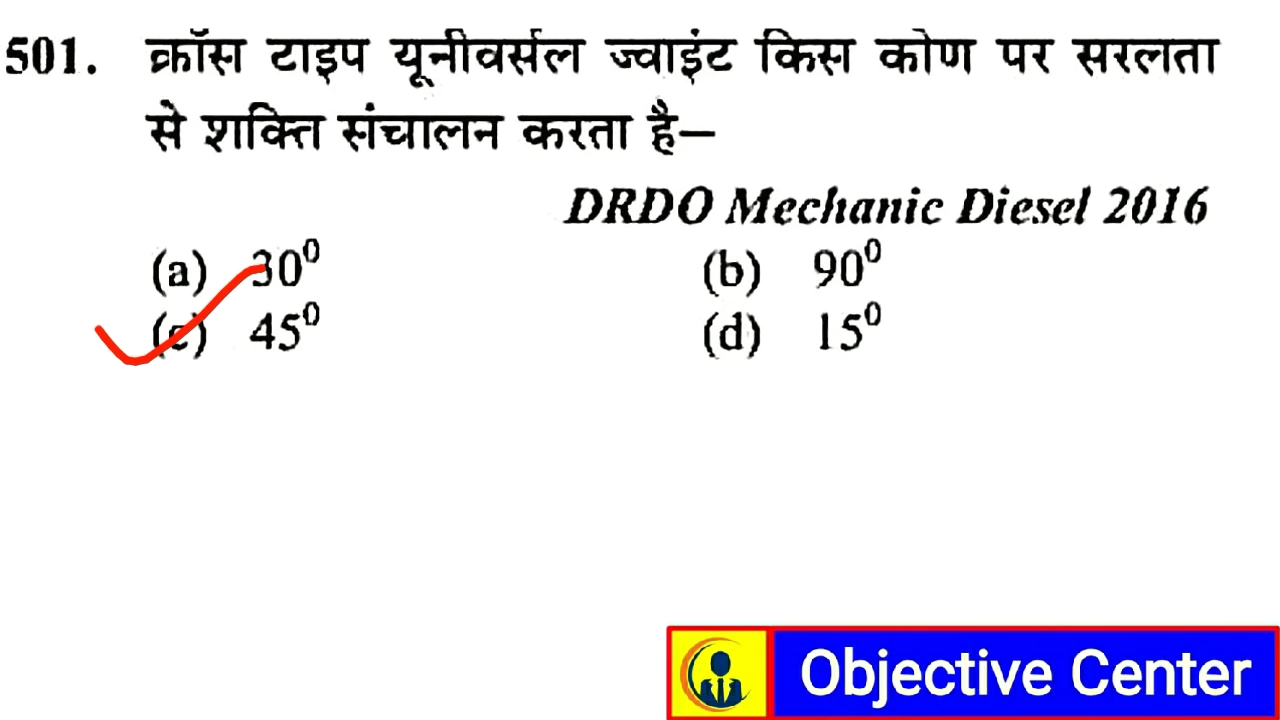 501. क्रॉस टाइप यूनीवर्सल ज्वाइंट किस कोण पर सरलता
से शक्ति संचालन करता है–
DRDO Mechanic Diesel 2016
(a) 30⁰ (b) 90⁰
(c) 45⁰ (d) 15⁰
Objective Center